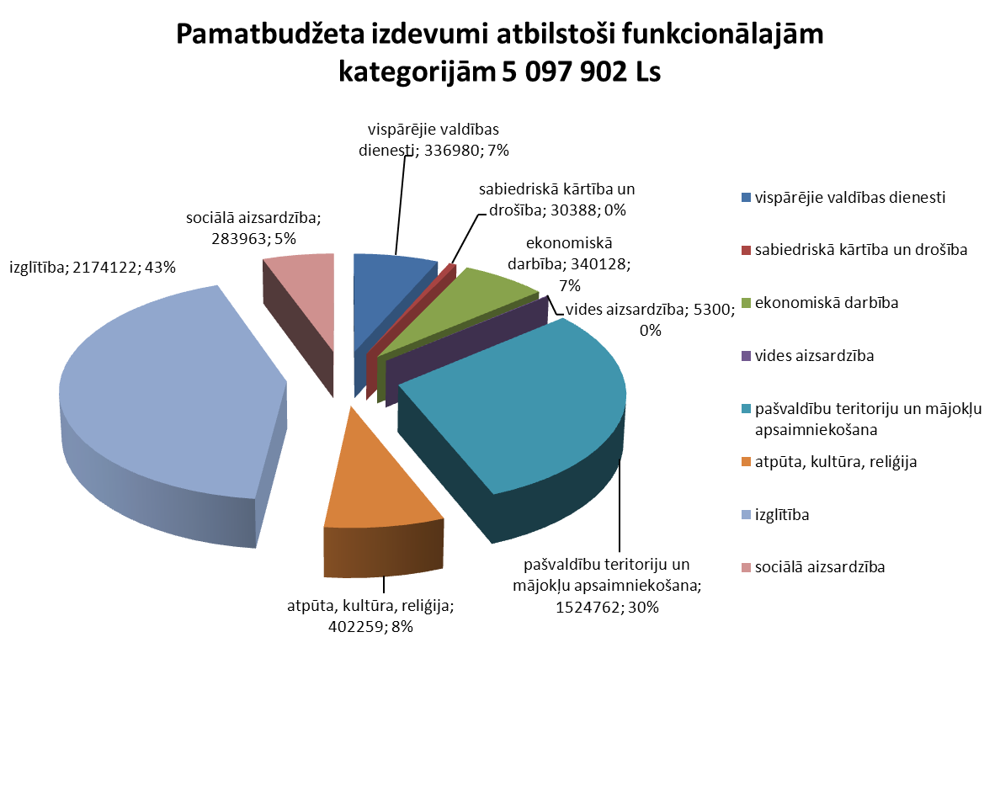 Pamatbudžeta izdevumi atbilstoši funkcionālajām
kategorijām 5 097 902 Ls
vispārējie valdības
dienesti; 336980; 7%
sabiedriskā kārtība un
drošība; 30388; 0%
sociālā aizsardzība;
283963; 5%
ekonomiskā
darbība; 340128;
7%
izglītība; 2174122; 43%
vides aizsardzība; 5300;
0%
pašvaldību teritoriju un
mājokļu apsaimniekošana;
1524762; 30%
atpūta, kultūra, reliģija;
402259; 8%
vispārējie valdības dienesti
sabiedriskā kārtība un drošība
ekonomiskā darbība
vides aizsardzība
pašvaldību teritoriju un mājokļu
apsaimniekošana
atpūta, kultūra, reliģija
izglītība
sociālā aizsardzība